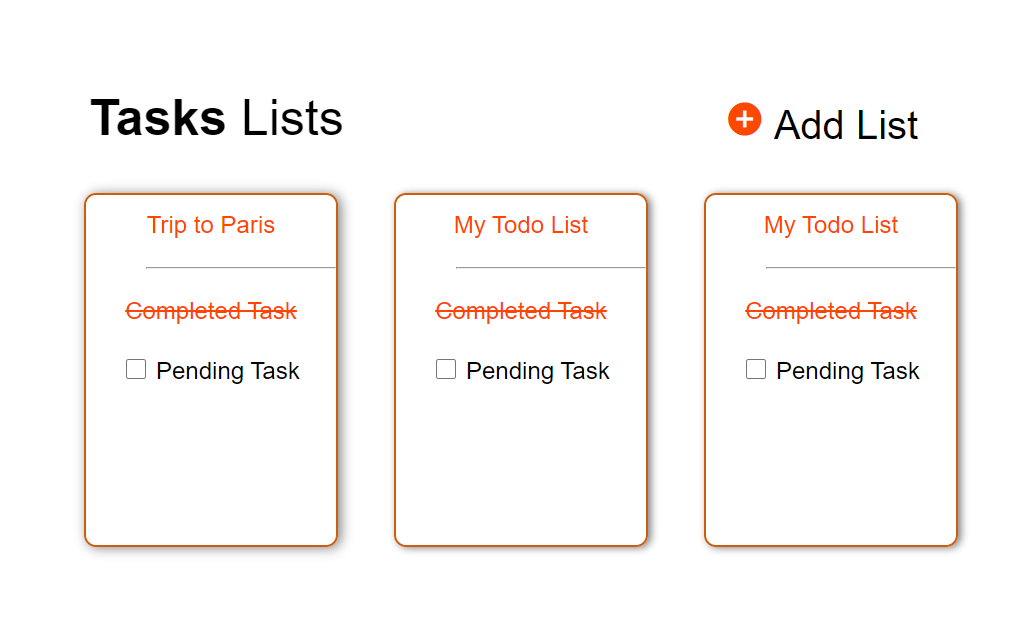 Tasks Lists
Add List
Trip to Paris
Completed Task
Pending Task
My Todo List
Completed Task
Pending Task
My Todo List
Completed Task
Pending Task